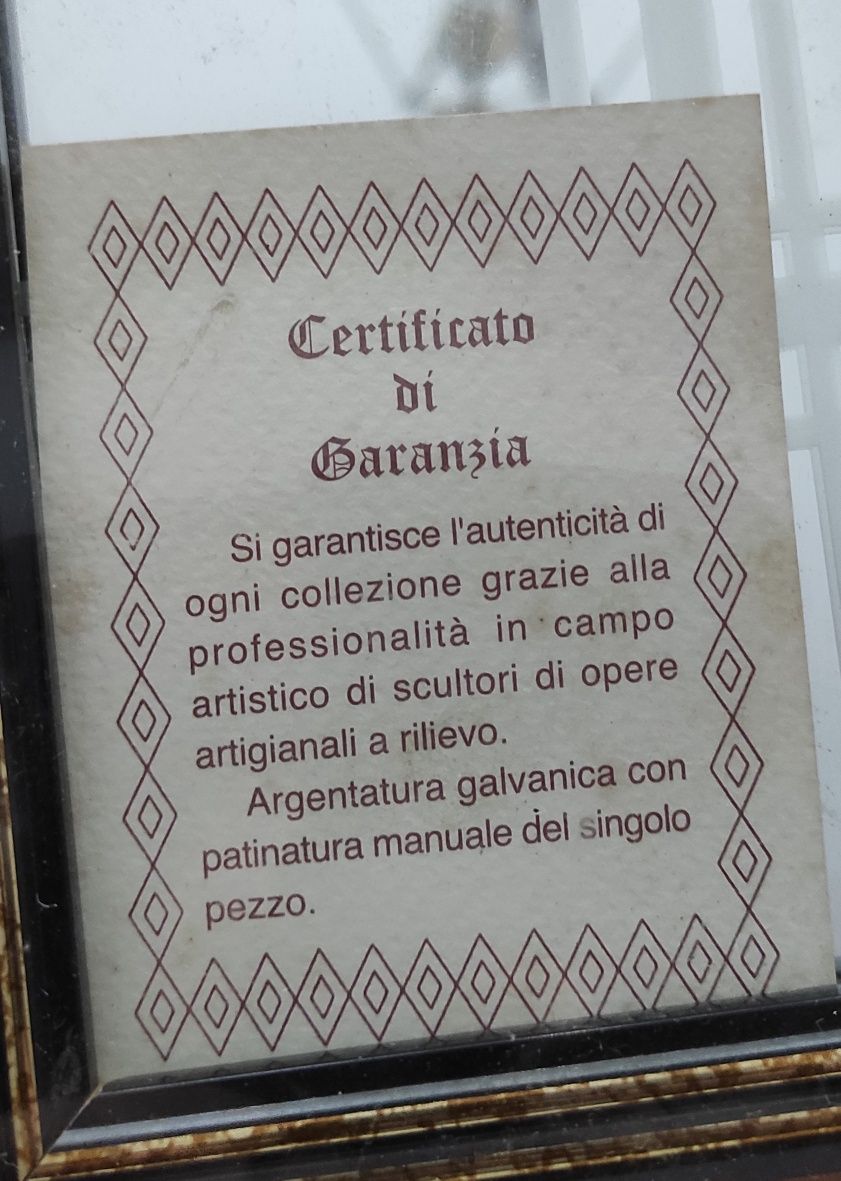 Certificato
di
Garanzia
Si garantisce l'autenticità di
ogni collezione grazie alla
professionalità in campo
artistico di scultori di opere
artigianali a rilievo.
Argentatura galvanica con
patinatura manuale del singolo
pezzo.